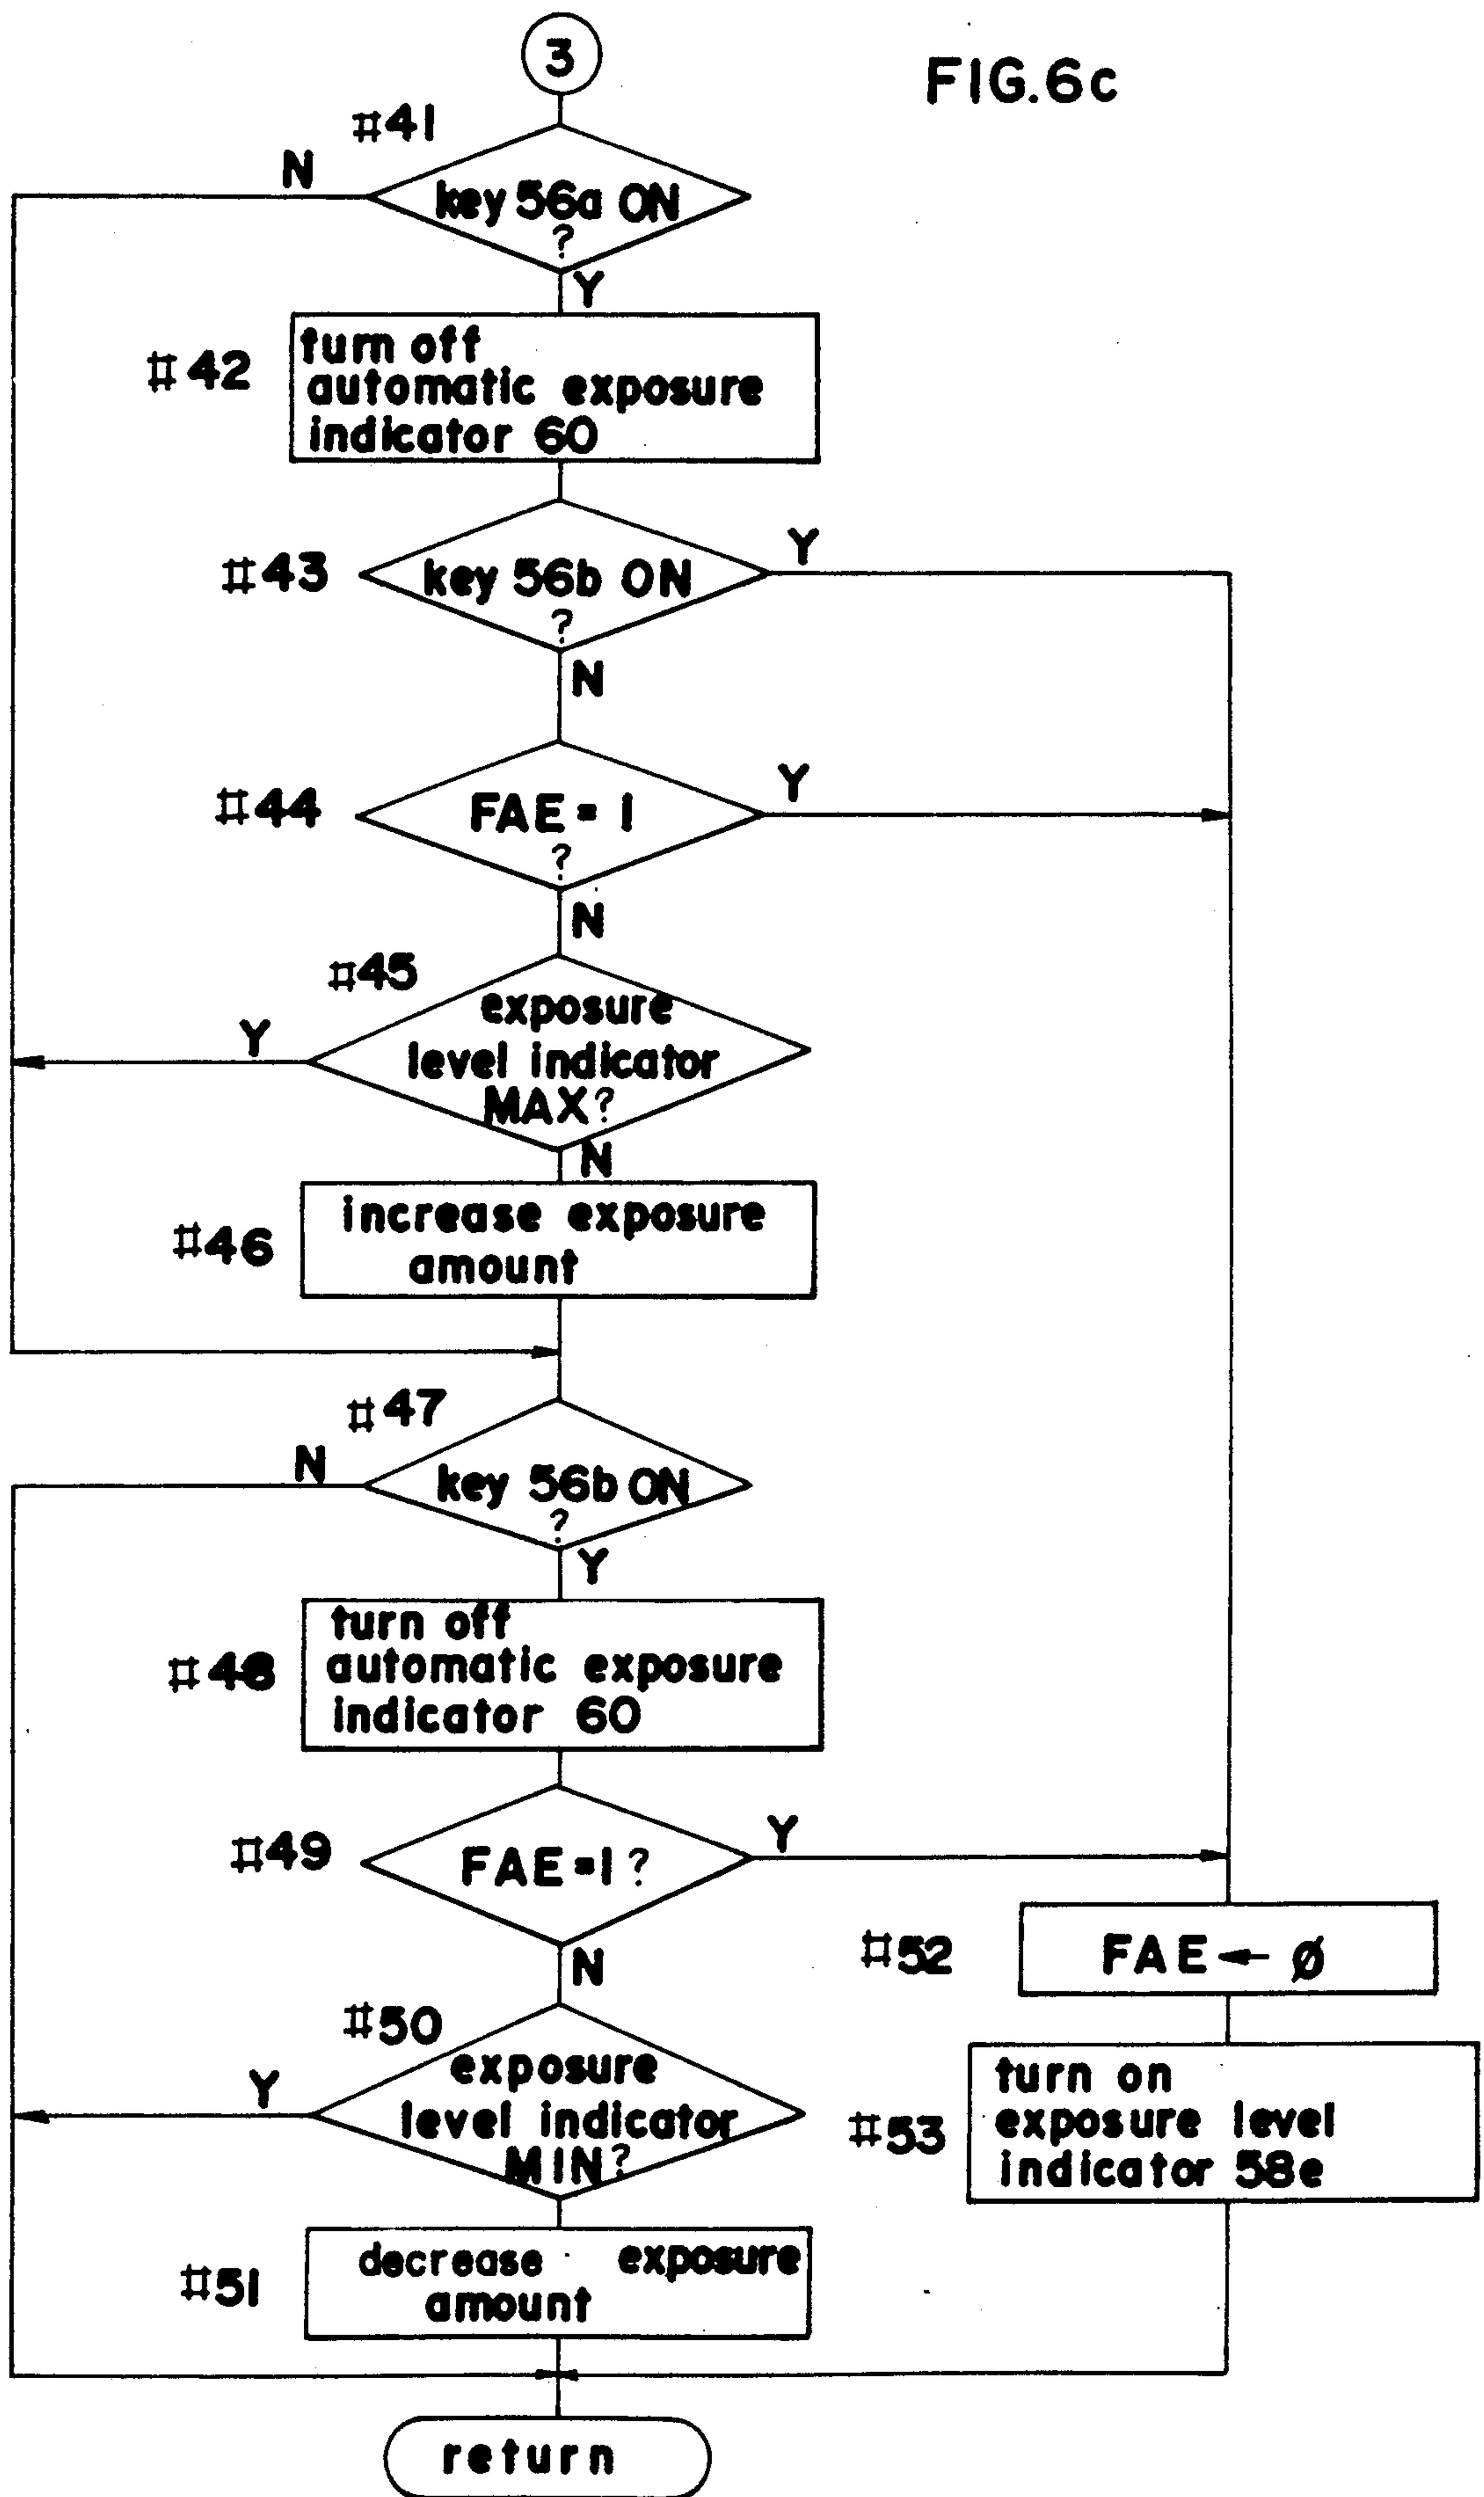 3
FIG.6c
#41
N
key 56a ON
?
Y
#42
turn off
automatic exposure
indicator 60
#43
key 56b ON
?
Y
N
#44
FAE = 1
?
Y
N
#45
exposure
level indicator
MAX?
Y
N
#46
increase exposure
amount
#47
N
key 56b ON
?
Y
#48
turn off
automatic exposure
indicator 60
#49
FAE=1?
Y
N
#52
FAE ← ø
#50
exposure
level indicator
MIN?
Y
#53
turn on
exposure level
indicator 58e
#51
decrease exposure
amount
return